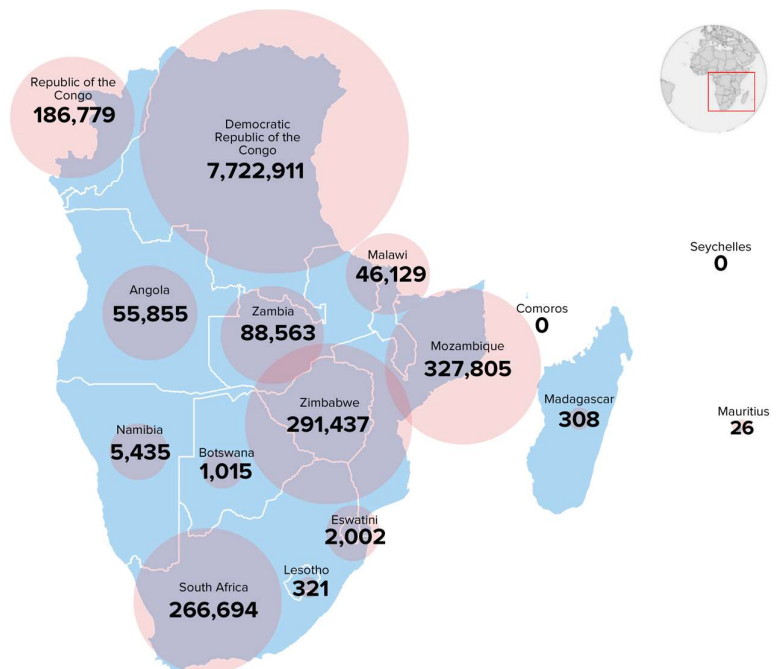 Republic of the
Congo
186,779
Democratic
Republic of the
Congo
7,722,911
Seychelles
0
Malawi
46,129
Angola
55,855
Zambia
88,563
Comoros
0
Mozambique
327,805
Zimbabwe
291,437
Madagascar
308
Mauritius
26
Namibia
5,435
Botswana
1,015
Eswatini
2,002
Lesotho
321
South Africa
266,694